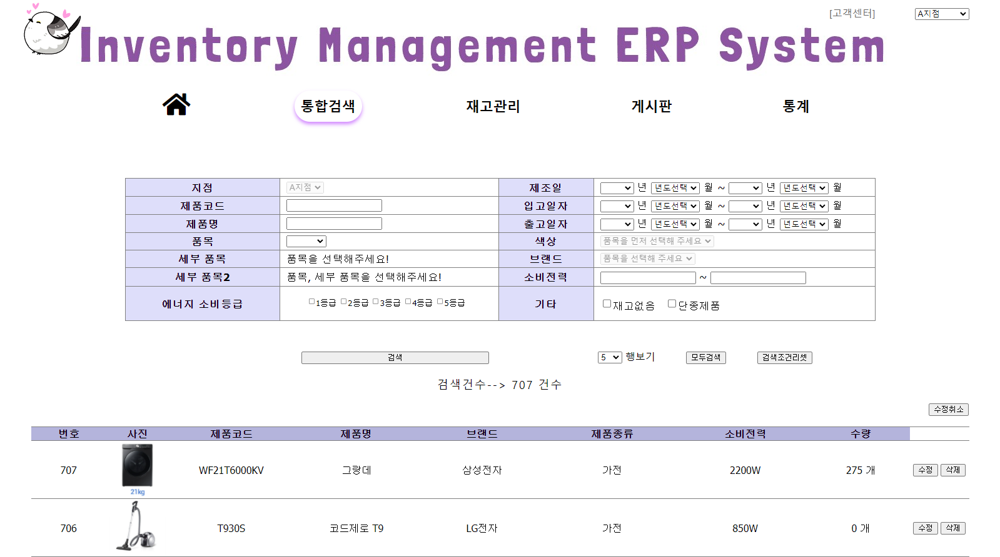 [고객센터] A지점
Inventory Management ERP System
통합검색 재고관리 게시판 통계
지점 A지점 제조일 년 년도선택 월 ~ 년 년도선택 월
제품코드 입고일자 년 년도선택 월 ~ 년 년도선택 월
제품명 출고일자 년 년도선택 월 ~ 년 년도선택 월
품목 색상 품목을 먼저 선택해 주세요
세부 품목 품목을 선택해주세요! 브랜드 품목을 선택해 주세요
세부 품목2 품목, 세부 품목을 선택해주세요! 소비전력 ~
에너지 소비등급 1등급 2등급 3등급 4등급 5등급 기타 재고없음 단종제품
검색 5 행보기 모두검색 검색조건리셋
검색건수--> 707 건수
수정취소
번호 사진 제품코드 제품명 브랜드 제품종류 소비전력 수량
707 WF21T6000KV 그랑데 삼성전자 가전 2200W 275 개 수정 삭제
21kg
706 T930S 코드제로 T9 LG전자 가전 850W 0 개 수정 삭제